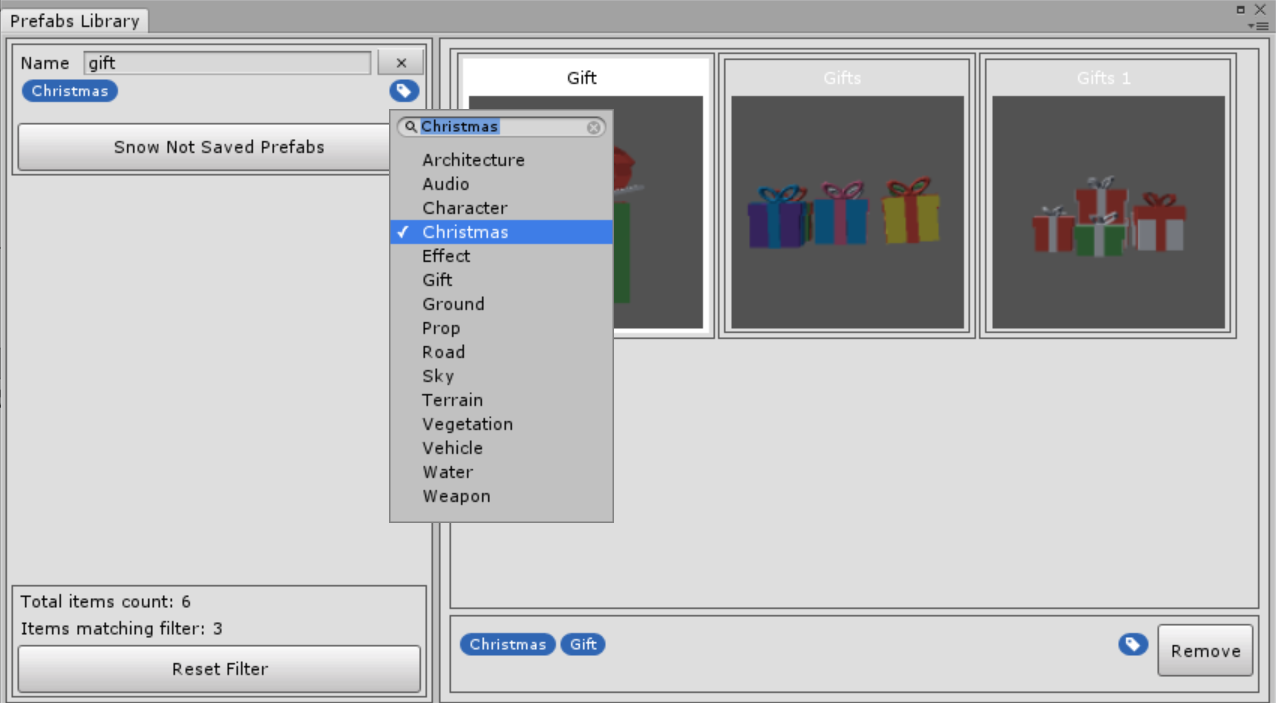 Prefabs Library
Name gift
Christmas
Snow Not Saved Prefabs
Christmas
Architecture
Audio
Character
Christmas
Effect
Gift
Ground
Prop
Road
Sky
Terrain
Vegetation
Vehicle
Water
Weapon
Total items count: 6
Items matching filter: 3
Reset Filter
Gift
Gifts
Gifts 1
Christmas Gift
Remove